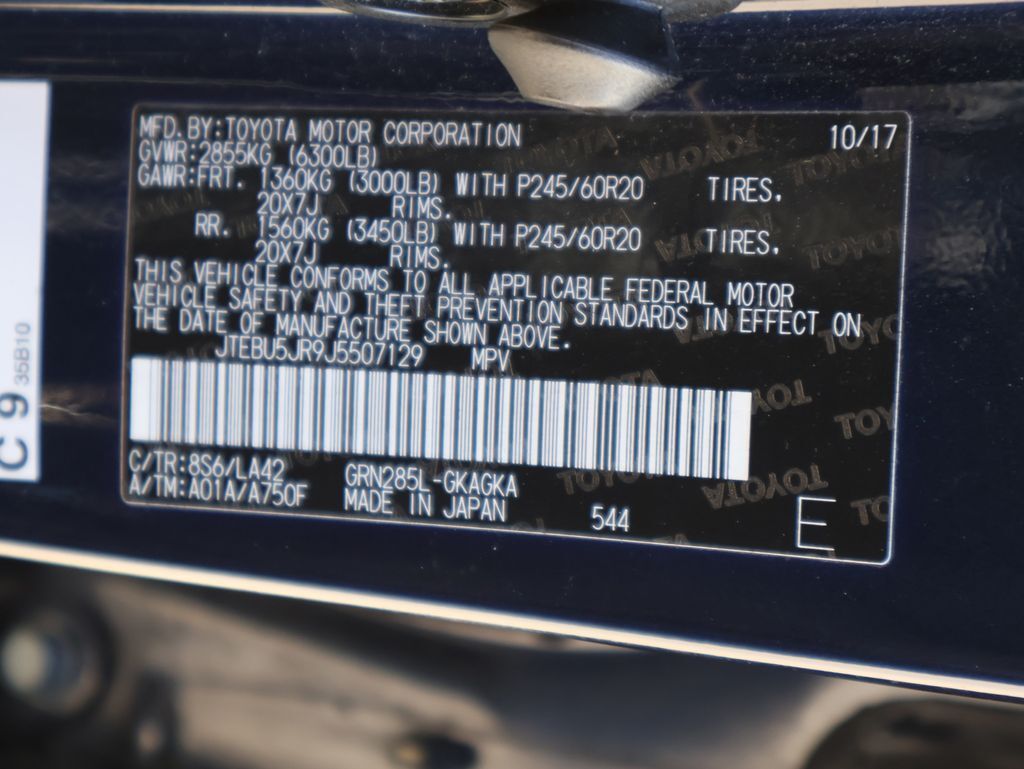 MFD. BY:TOYOTA MOTOR CORPORATION 10/17
GVWR:2855KG (6300LB)
GAWR:FRT. 1360KG (3000LB) WITH P245/60R20 TIRES,
20X7J RIMS.
RR. 1560KG (3450LB) WITH P245/60R20 TIRES,
20X7J RIMS.
THIS VEHICLE CONFORMS TO ALL APPLICABLE FEDERAL MOTOR
VEHICLE SAFETY AND THEFT PREVENTION STANDARDS IN EFFECT ON
THE DATE OF MANUFACTURE SHOWN ABOVE.
JTEBU5JR9J5507129 MPV
C/TR:8S6/LA42 GRN285L-GKAGKA
A/TM:A01A/A750F MADE IN JAPAN 544 E
C 9
35B10